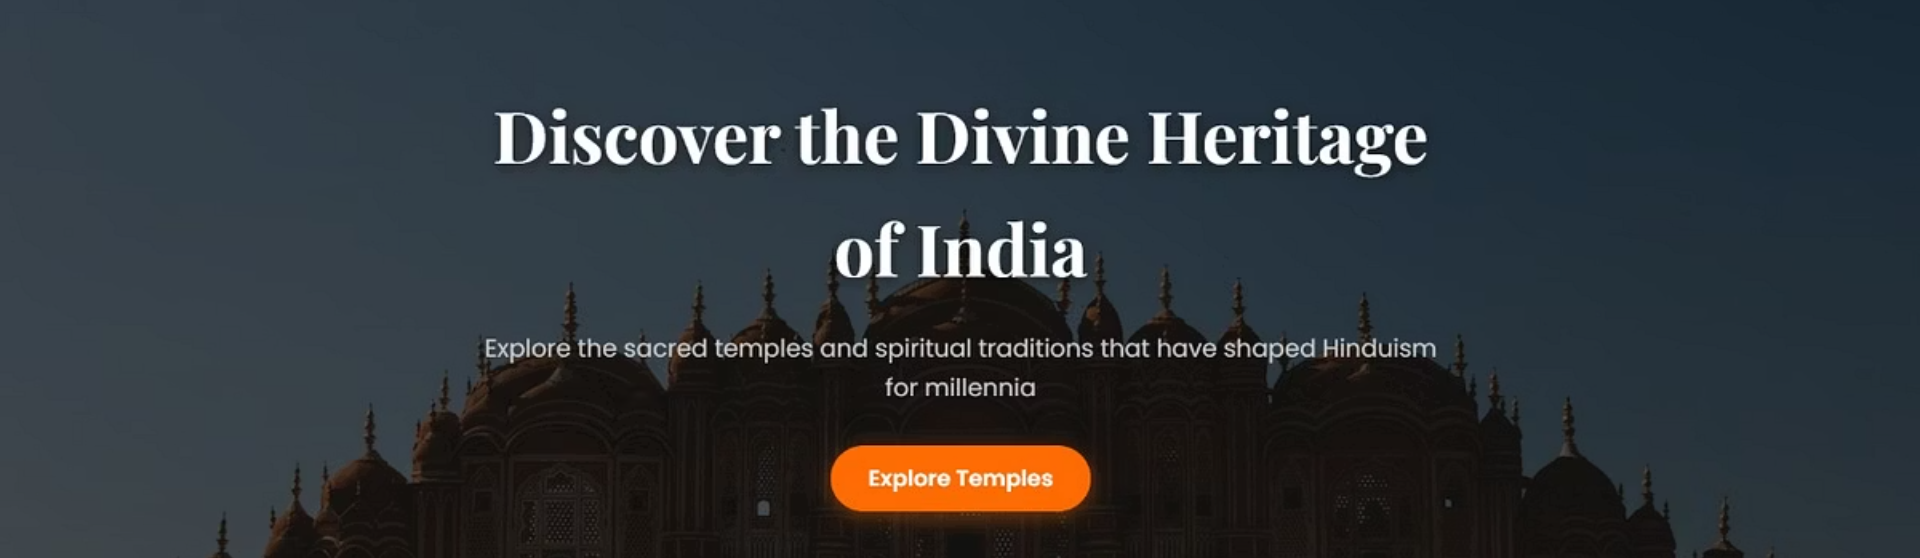 Discover the Divine Heritage
of India
Explore the sacred temples and spiritual traditions that have shaped Hinduism
for millennia
Explore Temples